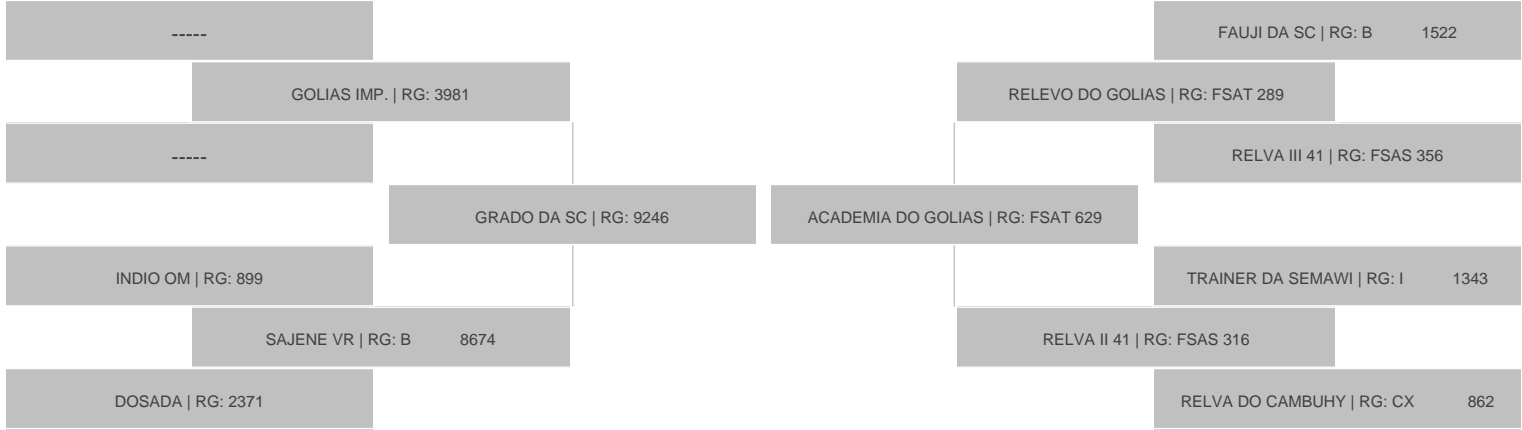 -----
FAUJI DA SC | RG: B 1522
GOLIAS IMP. | RG: 3981
RELEVO DO GOLIAS | RG: FSAT 289
-----
RELVA III 41 | RG: FSAS 356
GRADO DA SC | RG: 9246
ACADEMIA DO GOLIAS | RG: FSAT 629
INDIO OM | RG: 899
TRAINER DA SEMAWI | RG: I 1343
SAJENE VR | RG: B 8674
RELVA II 41 | RG: FSAS 316
DOSADA | RG: 2371
RELVA DO CAMBUHY | RG: CX 862